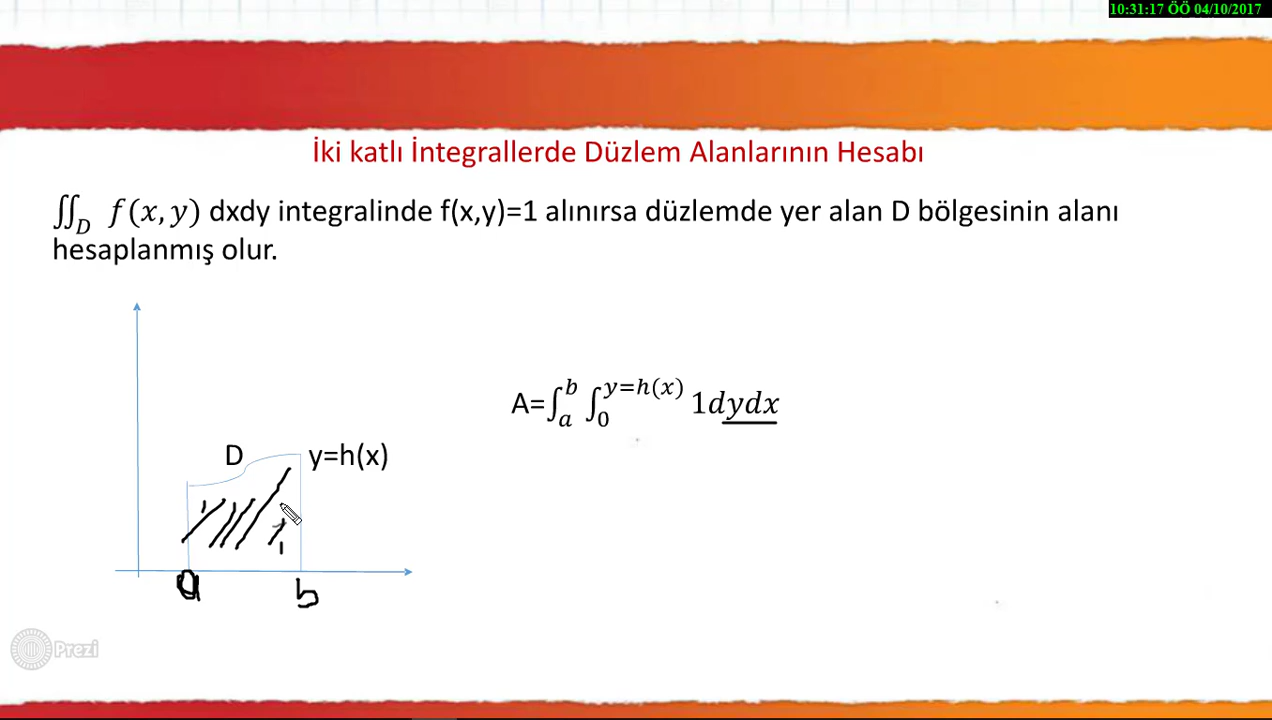 10:31:17 ÖÖ 04/10/2017
İki katlı İntegrallerde Düzlem Alanlarının Hesabı
∬_D f(x,y) dxdy integralinde f(x,y)=1 alınırsa düzlemde yer alan D bölgesinin alanı
hesaplanmış olur.
A=∫_a^b ∫_0^{y=h(x)} 1dydx
D
y=h(x)
a
b
Prezi